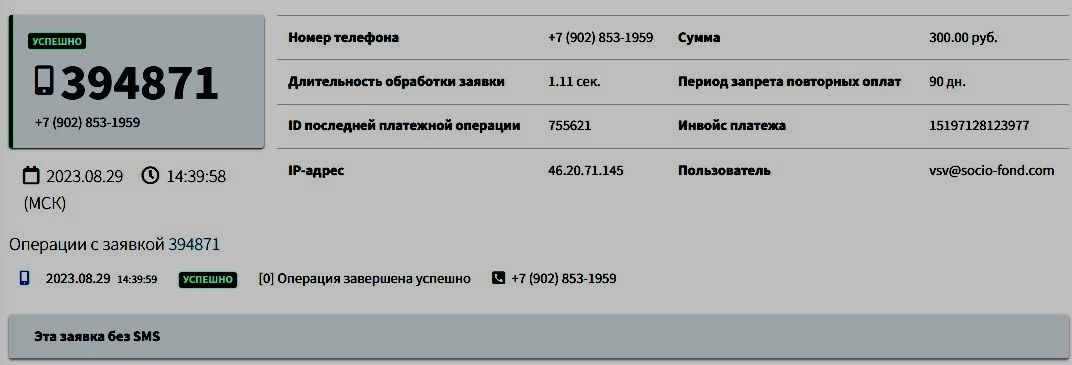 УСПЕШНО
394871
+7 (902) 853-1959
2023.08.29 14:39:58
(МСК)
Номер телефона +7 (902) 853-1959 Сумма 300.00 руб.
Длительность обработки заявки 1.11 сек. Период запрета повторных оплат 90 дн.
ID последней платежной операции 755621 Инвойс платежа 15197128123977
IP-адрес 46.20.71.145 Пользователь vsv@socio-fond.com
Операции с заявкой 394871
2023.08.29 14:39:59 УСПЕШНО [0] Операция завершена успешно +7 (902) 853-1959
Эта заявка без SMS